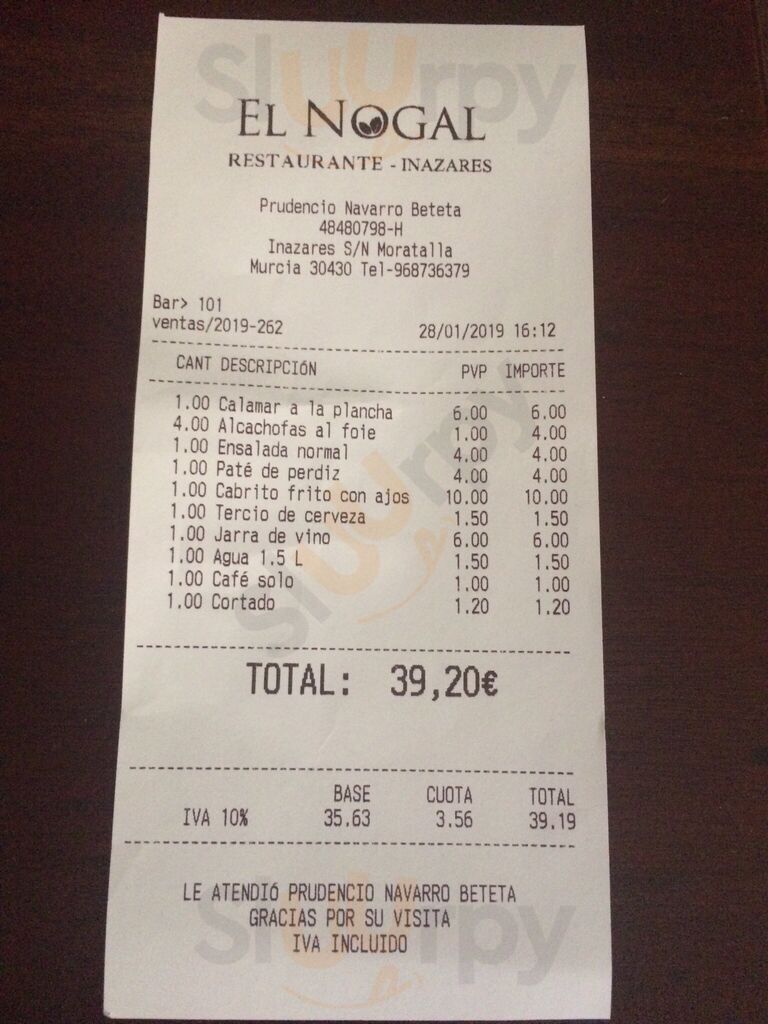 EL NOGAL
RESTAURANTE - INAZARES
Prudencio Navarro Beteta
48480798-H
Inazares S/N Moratalla
Murcia 30430 Tel-968736379
Bar> 101
ventas/2019-262 28/01/2019 16:12
CANT DESCRIPCIÓN PVP IMPORTE
1.00 Calamar a la plancha 6.00 6.00
4.00 Alcachofas al foie 1.00 4.00
1.00 Ensalada normal 4.00 4.00
1.00 Paté de perdiz 4.00 4.00
1.00 Cabrito frito con ajos 10.00 10.00
1.00 Tercio de cerveza 1.50 1.50
1.00 Jarra de vino 6.00 6.00
1.00 Agua 1.5 L 1.50 1.50
1.00 Café solo 1.00 1.00
1.00 Cortado 1.20 1.20
TOTAL: 39,20€
BASE CUOTA TOTAL
IVA 10% 35.63 3.56 39.19
LE ATENDIÓ PRUDENCIO NAVARRO BETETA
GRACIAS POR SU VISITA
IVA INCLUIDO
Sluurpy
Sluurpy
Sluurpy